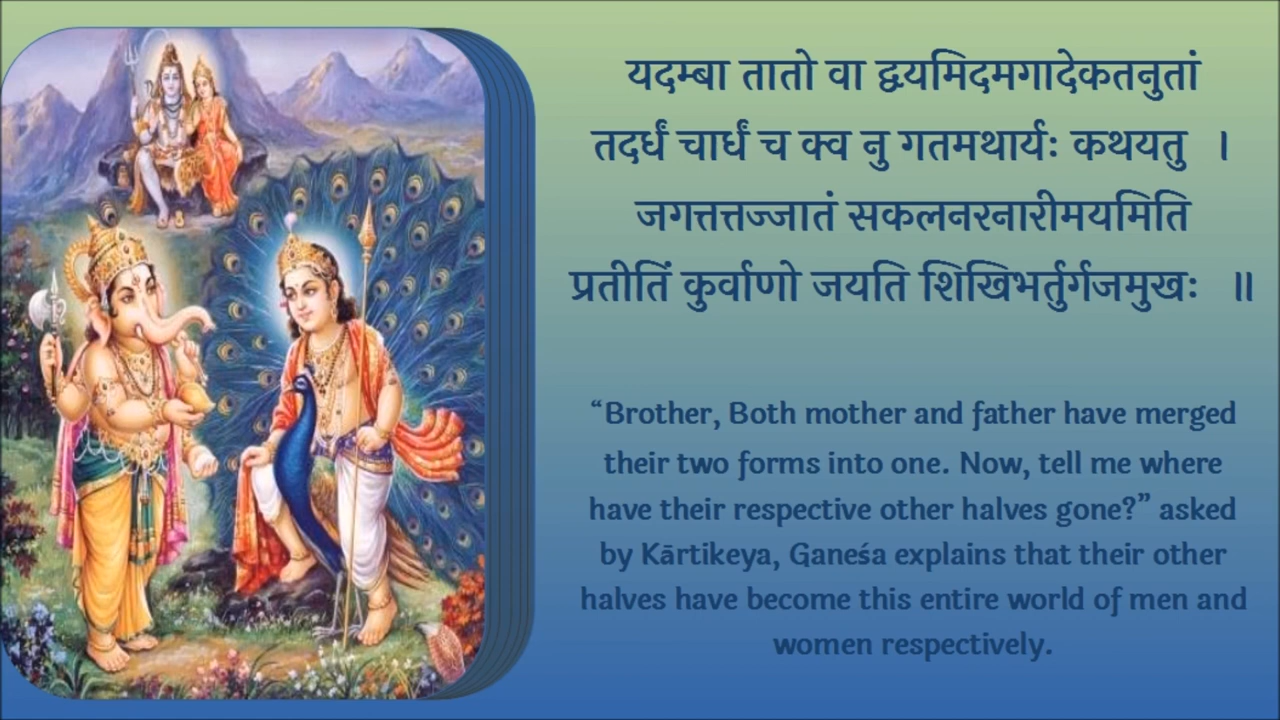 यदम्बा तातो वा द्वयमिदमगादेकतनुतां
तदर्धं चार्धं च क्व नु गतमथार्यः कथयतु ।
जगत्तत्तज्जातं सकलनरनारीमयमिति
प्रतीतिं कुर्वाणो जयति शिखिभर्तुर्गजमुखः ॥
“Brother, Both mother and father have merged
their two forms into one. Now, tell me where
have their respective other halves gone?” asked
by Kārtikeya, Ganeśa explains that their other
halves have become this entire world of men and
women respectively.